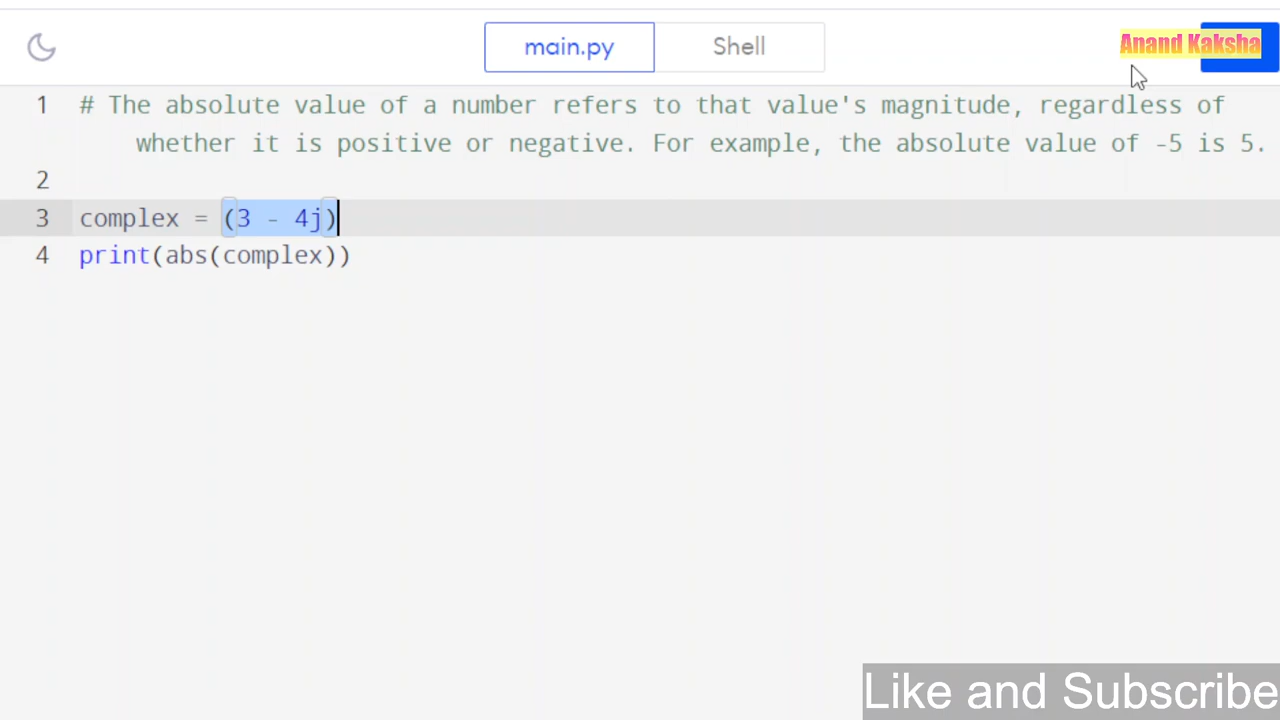 main.py
Shell
Anand Kaksha
1 # The absolute value of a number refers to that value's magnitude, regardless of
whether it is positive or negative. For example, the absolute value of -5 is 5.
2
3 complex = (3 - 4j)
4 print(abs(complex))
Like and Subscribe